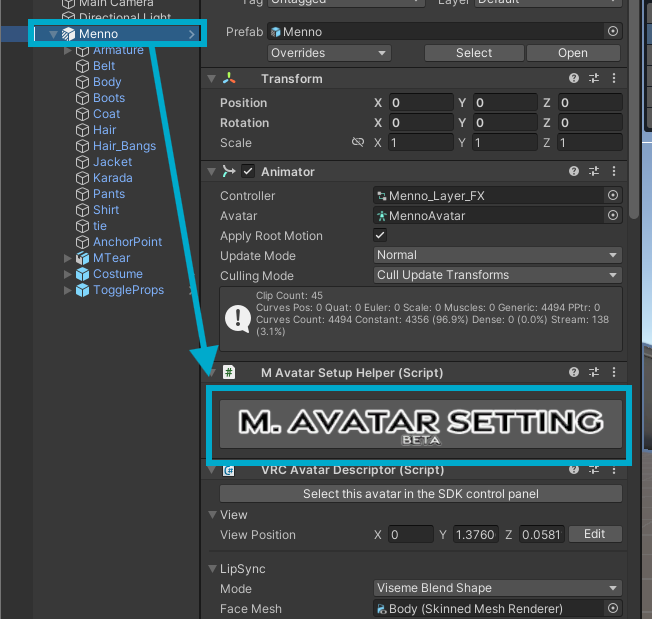 Main Camera
Directional Light
Menno
Armature
Belt
Body
Boots
Coat
Hair
Hair_Bangs
Jacket
Karada
Pants
Shirt
tie
AnchorPoint
MTear
Costume
ToggleProps
Tag Untagged Layer Default
Prefab Menno
Overrides Select Open
Transform
Position X 0 Y 0 Z 0
Rotation X 0 Y 0 Z 0
Scale X 1 Y 1 Z 1
Animator
Controller Menno_Layer_FX
Avatar MennoAvatar
Apply Root Motion
Update Mode Normal
Culling Mode Cull Update Transforms
Clip Count: 45
Curves Pos: 0 Quat: 0 Euler: 0 Scale: 0 Muscles: 0 Generic: 4494 PPtr: 0
Curves Count: 4494 Constant: 4356 (96.9%) Dense: 0 (0.0%) Stream: 138
(3.1%)
M Avatar Setup Helper (Script)
M. AVATAR SETTING
BETA
VRC Avatar Descriptor (Script)
Select this avatar in the SDK control panel
View
View Position X 0 Y 1.3760 Z 0.0581 Edit
LipSync
Mode Viseme Blend Shape
Face Mesh Body (Skinned Mesh Renderer)